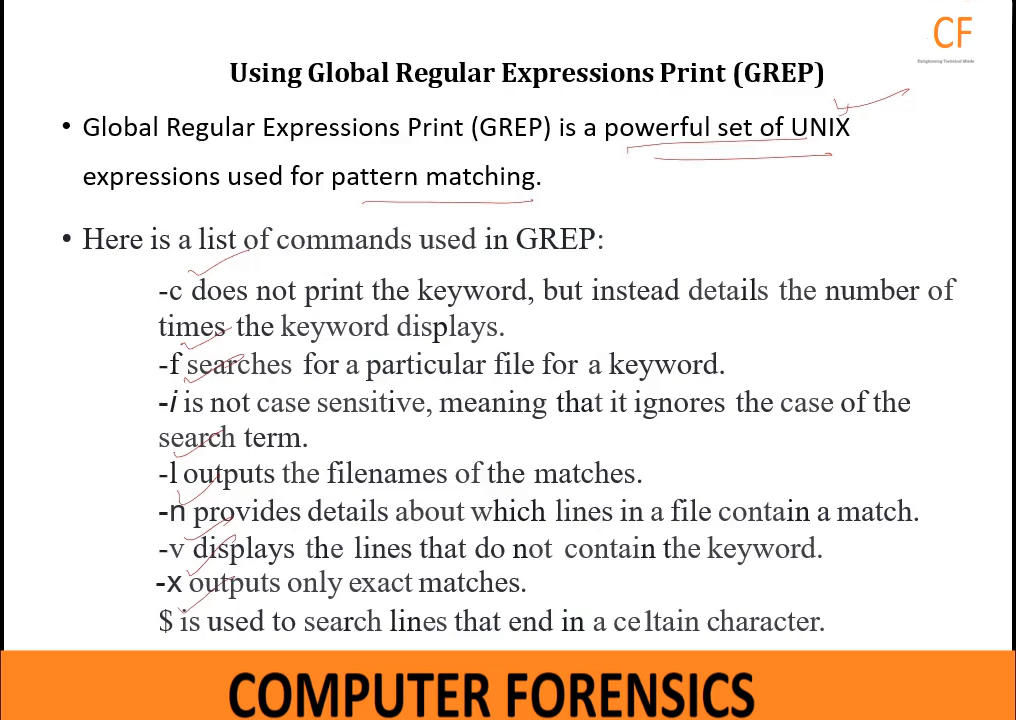 CF
Enlightening Technical Minds
Using Global Regular Expressions Print (GREP)
• Global Regular Expressions Print (GREP) is a powerful set of UNIX
expressions used for pattern matching.
• Here is a list of commands used in GREP:
-c does not print the keyword, but instead details the number of
times the keyword displays.
-f searches for a particular file for a keyword.
-i is not case sensitive, meaning that it ignores the case of the
search term.
-l outputs the filenames of the matches.
-n provides details about which lines in a file contain a match.
-v displays the lines that do not contain the keyword.
-x outputs only exact matches.
$ is used to search lines that end in a ce ltain character.
COMPUTER FORENSICS